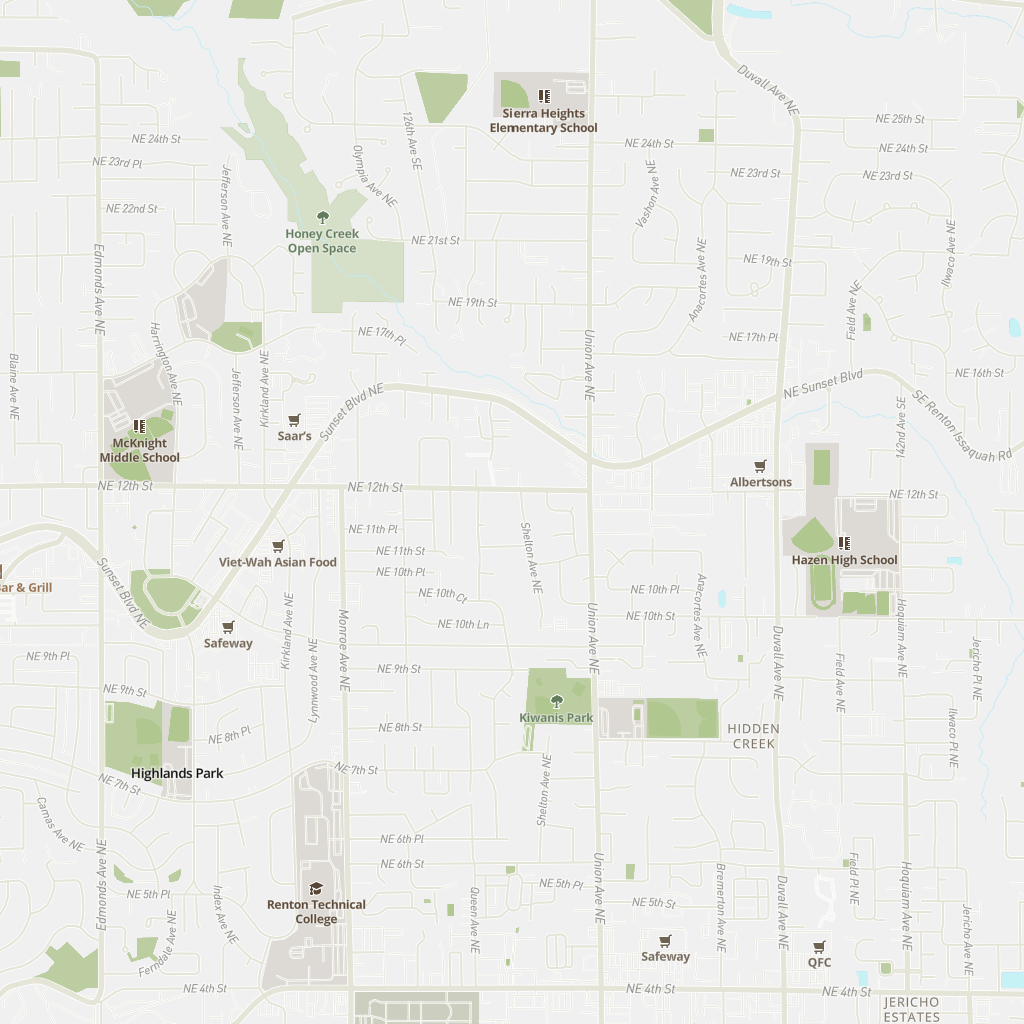 Duvall Ave NE
Sierra Heights
Elementary School
126th Ave SE
NE 25th St
NE 24th St
NE 24th St
NE 24th St
NE 23rd Pl
Olympia Ave NE
Jefferson Ave NE
NE 23rd St
NE 23rd St
Vashon Ave NE
NE 22nd St
Honey Creek
Open Space
NE 21st St
Anacortes Ave NE
Ilwaco Ave NE
Edmonds Ave NE
NE 19th St
NE 19th St
Field Ave NE
NE 17th Pl
NE 17th Pl
Harrington Ave NE
Union Ave NE
Blaine Ave NE
Jefferson Ave NE
Kirkland Ave NE
NE 16th St
NE Sunset Blvd
Sunset Blvd NE
SE Renton Issaquah Rd
142nd Ave SE
Saar's
McKnight
Middle School
Albertsons
NE 12th St
NE 12th St
NE 12th St
NE 11th Pl
NE 11th St
NE 10th Pl
Shelton Ave NE
Viet-Wah Asian Food
Hazen High School
Bar & Grill
Sunset Blvd NE
NE 10th Ct
NE 10th Pl
NE 10th St
NE 10th Ln
Anacortes Ave NE
Kirkland Ave NE
Monroe Ave NE
Union Ave NE
Duvall Ave NE
Hoquiam Ave NE
Safeway
Lynnwood Ave NE
NE 9th Pl
NE 9th St
NE 9th St
Field Ave NE
Jericho Pl NE
Kiwanis Park
NE 8th Pl
NE 8th St
HIDDEN
CREEK
Ilwaco Pl NE
Highlands Park
NE 7th St
NE 7th St
Shelton Ave NE
Camas Ave NE
NE 6th Pl
NE 6th St
Edmonds Ave NE
NE 5th Pl
NE 5th Pl
NE 5th St
Union Ave NE
Bremerton Ave NE
Duvall Ave NE
Field Pl NE
Hoquiam Ave NE
Index Ave NE
Renton Technical
College
Queen Ave NE
Jericho Ave NE
Ferndale Ave NE
Safeway
QFC
NE 4th St
NE 4th St
NE 4th St
JERICHO
ESTATES